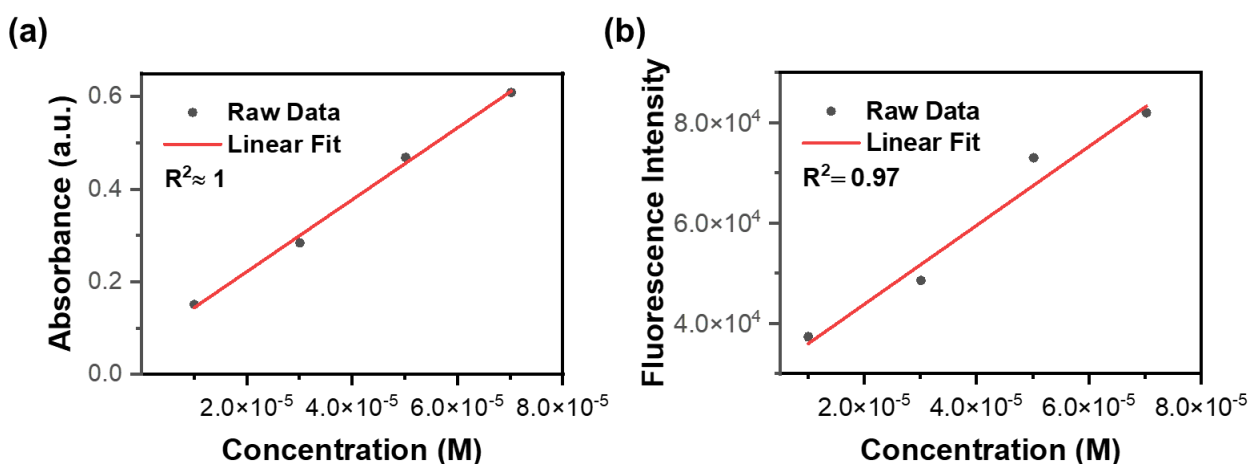 (a)
Absorbance (a.u.)
0.6
0.4
0.2
0.0
Raw Data
Linear Fit
R²≈ 1
2.0×10⁻⁵ 4.0×10⁻⁵ 6.0×10⁻⁵ 8.0×10⁻⁵
Concentration (M)
(b)
Fluorescence Intensity
8.0×10⁴
6.0×10⁴
4.0×10⁴
Raw Data
Linear Fit
R²= 0.97
2.0×10⁻⁵ 4.0×10⁻⁵ 6.0×10⁻⁵ 8.0×10⁻⁵
Concentration (M)